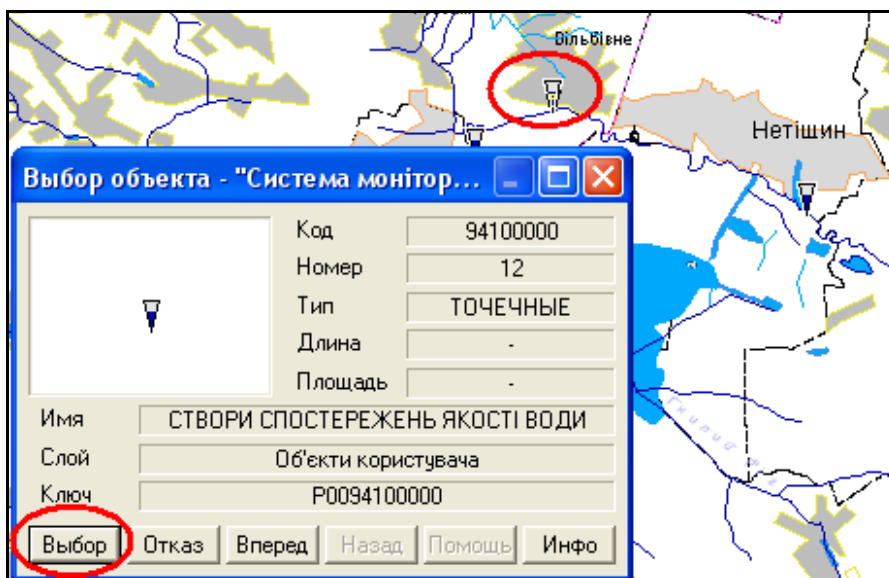 Вільбівне
Нетішин
Выбор объекта - "Система монітор...
Код 94100000
Номер 12
Тип ТОЧЕЧНЫЕ
Длина -
Площадь -
Имя СТВОРИ СПОСТЕРЕЖЕНЬ ЯКОСТІ ВОДИ
Слой Об'єкти користувача
Ключ P0094100000
Выбор Отказ Вперед Назад Помощь Инфо